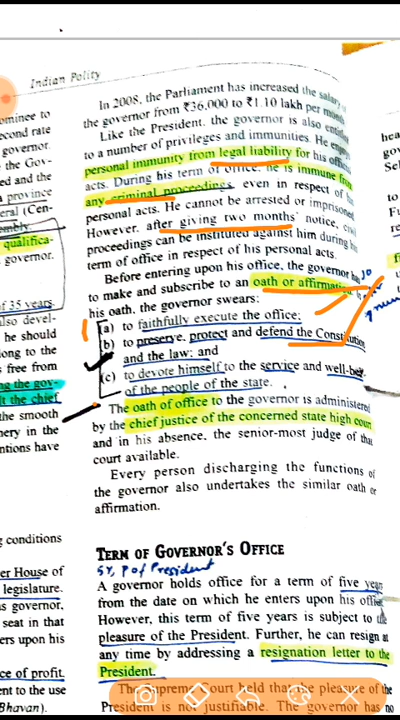 Indian Polity
ominee to
econd rate
governor.
the Gov-
ed and the
a province
eral (Cen-
embly.
qualifica-
governor.
of 35 years.
also devel-
he should
long to the
s free from
ng the gov-
lt the chief
the smooth
nery in the
ntions have
g conditions
er House of
legislature.
s governor,
seat in that
ers upon his
ce of profit.
ent to the use
Bhavan).
In 2008, the Parliament has increased the salary
the governor from ₹36,000 to ₹1.10 lakh per month
Like the President, the governor is also
to a number of privileges and immunities. He
personal immunity from legal liability for his
acts. During his term of office, he is immune from
any criminal proceedings, even in respect of
personal acts. He cannot be arrested or imprisoned
However, after giving two months' notice,
proceedings can be instituted against him during
term of office in respect of his personal acts.
Before entering upon his office, the governor has
to make and subscribe to an oath or affirmation
his oath, the governor swears:
(a) to faithfully execute the office;
(b) to preserve, protect and defend the Constitution
and the law; and
(c) to devote himself to the service and well-being
of the people of the state.
The oath of office to the governor is administered
by the chief justice of the concerned state high court
and in his absence, the senior-most judge of that
court available.
Every person discharging the functions of
the governor also undertakes the similar oath or
affirmation.
TERM OF GOVERNOR'S OFFICE
5Y, P of President
A governor holds office for a term of five years
from the date on which he enters upon his office.
However, this term of five years is subject to the
pleasure of the President. Further, he can resign
at any time by addressing a resignation letter to the
President.
The Supreme Court held that the pleasure of the
President is not justifiable. The governor has no
hea
gov
Sel
to
Fu